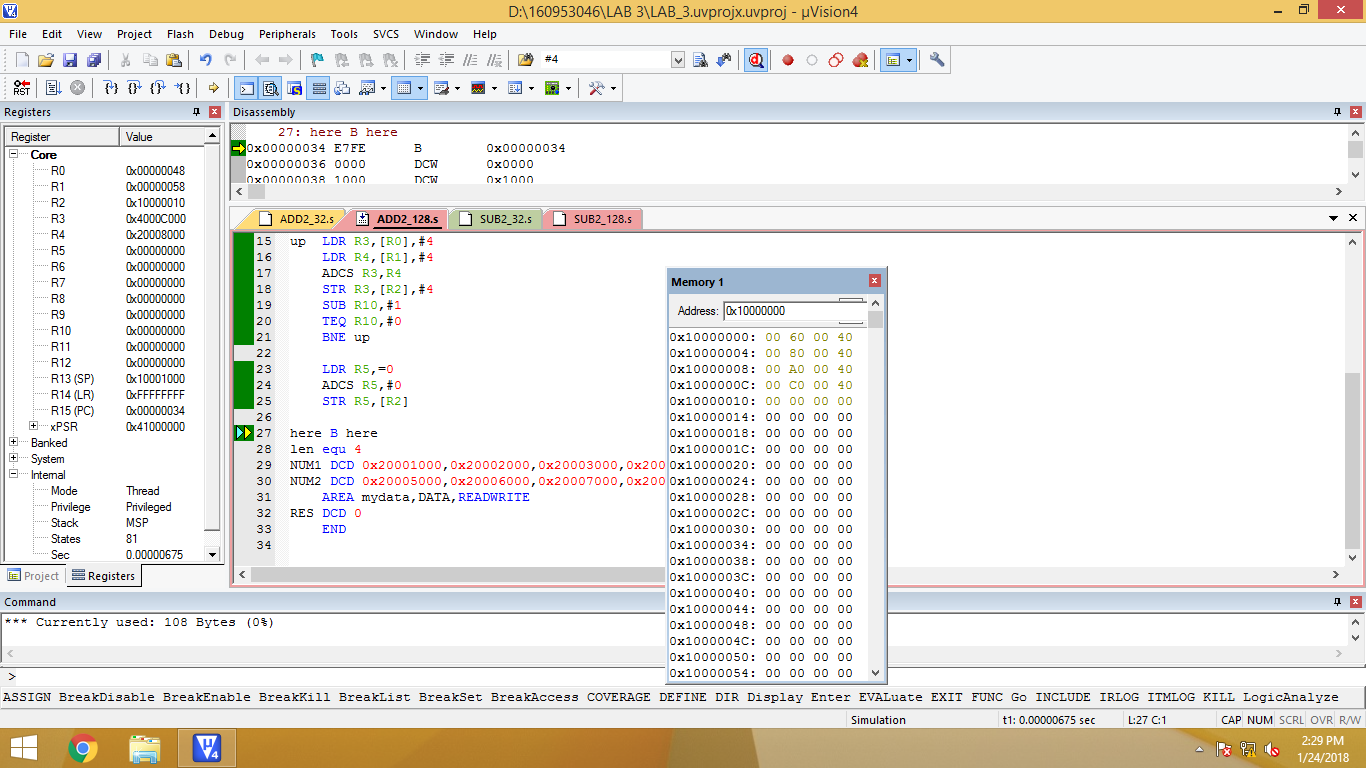 D:\160953046\LAB 3\LAB_3.uvprojx.uvproj - µVision4
File Edit View Project Flash Debug Peripherals Tools SVCS Window Help
#4
RST
Registers
Register Value
Core
R0 0x00000048
R1 0x00000058
R2 0x10000010
R3 0x4000C000
R4 0x20008000
R5 0x00000000
R6 0x00000000
R7 0x00000000
R8 0x00000000
R9 0x00000000
R10 0x00000000
R11 0x00000000
R12 0x00000000
R13 (SP) 0x10001000
R14 (LR) 0xFFFFFFFF
R15 (PC) 0x00000034
xPSR 0x41000000
Banked
System
Internal
Mode Thread
Privilege Privileged
Stack MSP
States 81
Sec 0.00000675
Project Registers
Disassembly
27: here B here
0x00000034 E7FE B 0x00000034
0x00000036 0000 DCW 0x0000
0x00000038 1000 DCW 0x1000
ADD2_32.s ADD2_128.s SUB2_32.s SUB2_128.s
15 up LDR R3,[R0],#4
16 LDR R4,[R1],#4
17 ADCS R3,R4
18 STR R3,[R2],#4
19 SUB R10,#1
20 TEQ R10,#0
21 BNE up
22
23 LDR R5,=0
24 ADCS R5,#0
25 STR R5,[R2]
26
27 here B here
28 len equ 4
29 NUM1 DCD 0x20001000,0x20002000,0x20003000,0x200
30 NUM2 DCD 0x20005000,0x20006000,0x20007000,0x200
31 AREA mydata,DATA,READWRITE
32 RES DCD 0
33 END
34
Memory 1
Address: 0x10000000
0x10000000: 00 60 00 40
0x10000004: 00 80 00 40
0x10000008: 00 A0 00 40
0x1000000C: 00 C0 00 40
0x10000010: 00 00 00 00
0x10000014: 00 00 00 00
0x10000018: 00 00 00 00
0x1000001C: 00 00 00 00
0x10000020: 00 00 00 00
0x10000024: 00 00 00 00
0x10000028: 00 00 00 00
0x1000002C: 00 00 00 00
0x10000030: 00 00 00 00
0x10000034: 00 00 00 00
0x10000038: 00 00 00 00
0x1000003C: 00 00 00 00
0x10000040: 00 00 00 00
0x10000044: 00 00 00 00
0x10000048: 00 00 00 00
0x1000004C: 00 00 00 00
0x10000050: 00 00 00 00
0x10000054: 00 00 00 00
Command
*** Currently used: 108 Bytes (0%)
>
ASSIGN BreakDisable BreakEnable BreakKill BreakList BreakSet BreakAccess COVERAGE DEFINE DIR Display Enter EVALuate EXIT FUNC Go INCLUDE IRLOG ITMLOG KILL LogicAnalyze
Simulation t1: 0.00000675 sec L:27 C:1 CAP NUM SCRL OVR R/W
2:29 PM
1/24/2018